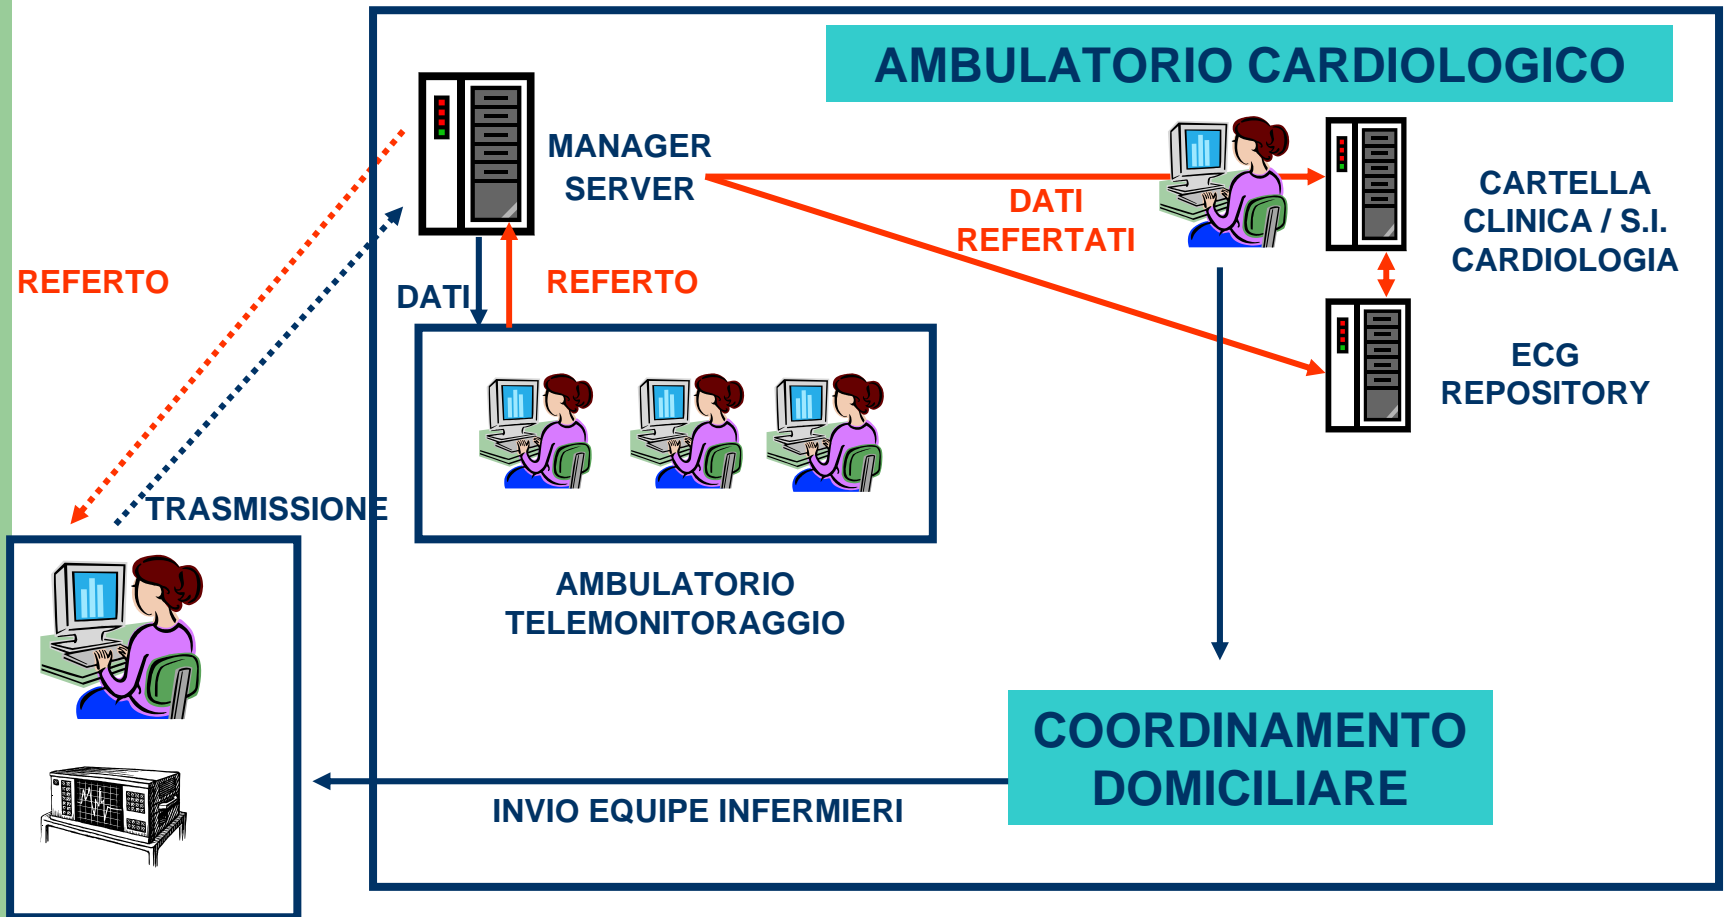 AMBULATORIO CARDIOLOGICO
MANAGER
SERVER
CARTELLA
CLINICA / S.I.
CARDIOLOGIA
DATI
REFERTATI
REFERTO
DATI
REFERTO
ECG
REPOSITORY
TRASMISSIONE
AMBULATORIO
TELEMONITORAGGIO
COORDINAMENTO
DOMICILIARE
INVIO EQUIPE INFERMIERI